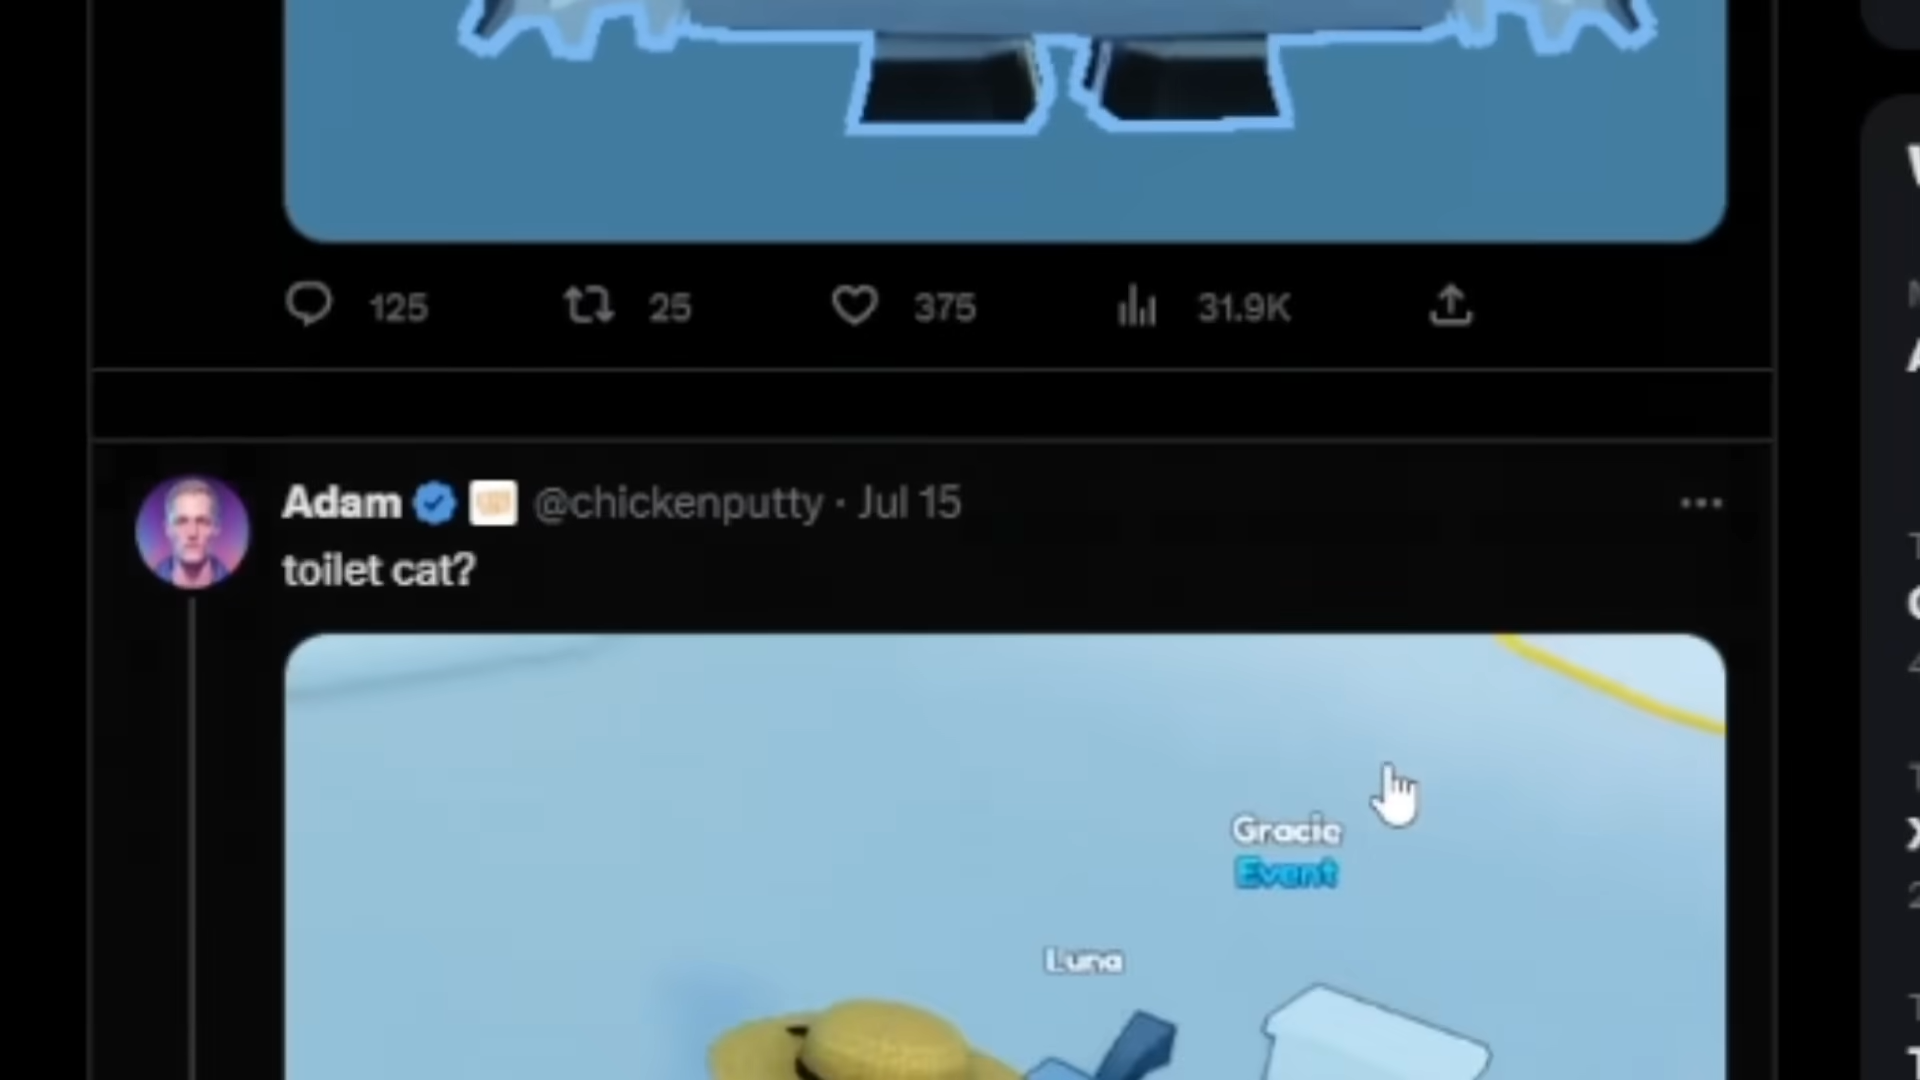 125 25 375 31.9K
Adam @chickenputty · Jul 15
toilet cat?
Gracie
Event
Luna